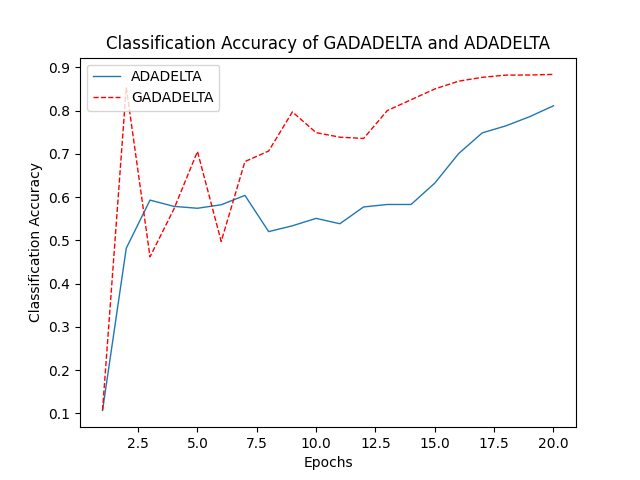 Classification Accuracy of GADADELTA and ADADELTA
ADADELTA
GADADELTA
Classification Accuracy
0.9
0.8
0.7
0.6
0.5
0.4
0.3
0.2
0.1
2.5 5.0 7.5 10.0 12.5 15.0 17.5 20.0
Epochs